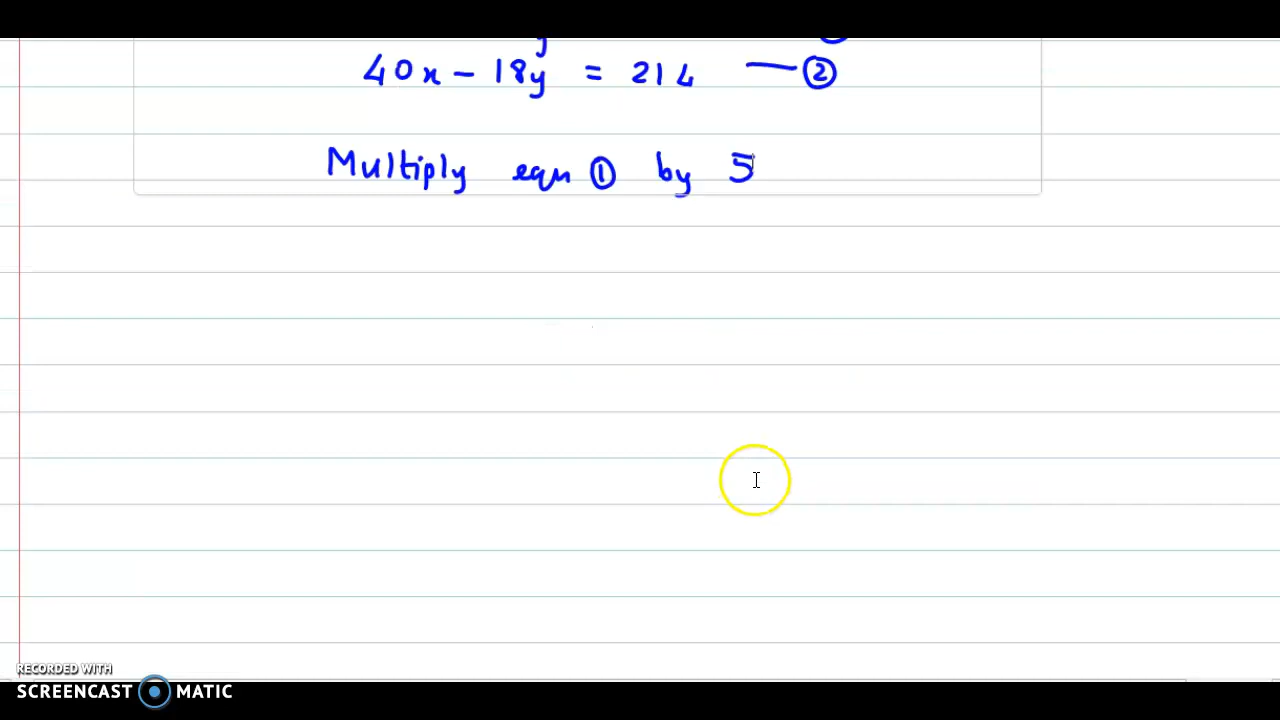 40x - 18y = 214 — ②
Multiply eqn ① by 5
RECORDED WITH
SCREENCAST MATIC